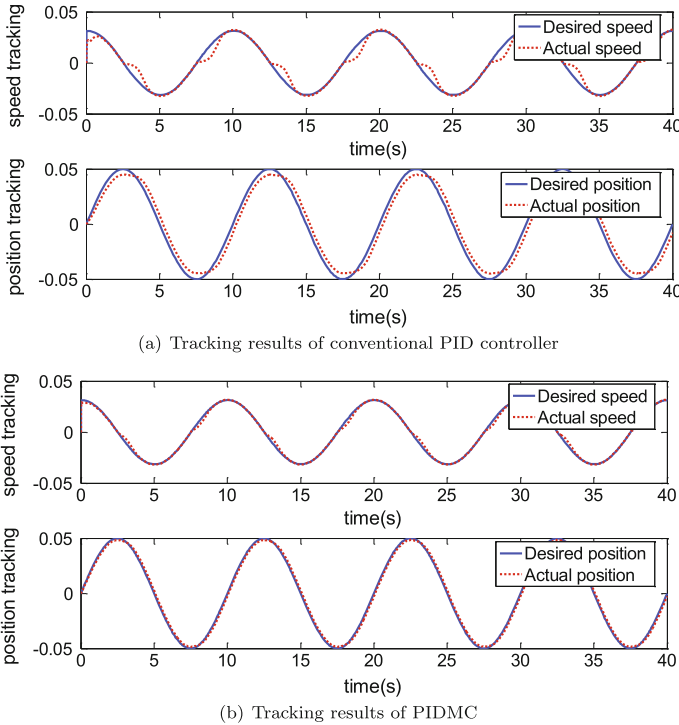 speed tracking
0.05
0
-0.05
Desired speed
Actual speed
0 5 10 15 20 25 30 35 40
time(s)
position tracking
0.05
0
-0.05
Desired position
Actual position
0 5 10 15 20 25 30 35 40
time(s)
(a) Tracking results of conventional PID controller
speed tracking
0.05
0
-0.05
Desired speed
Actual speed
0 5 10 15 20 25 30 35 40
time(s)
position tracking
0.05
0
-0.05
Desired position
Actual position
0 5 10 15 20 25 30 35 40
time(s)
(b) Tracking results of PIDMC